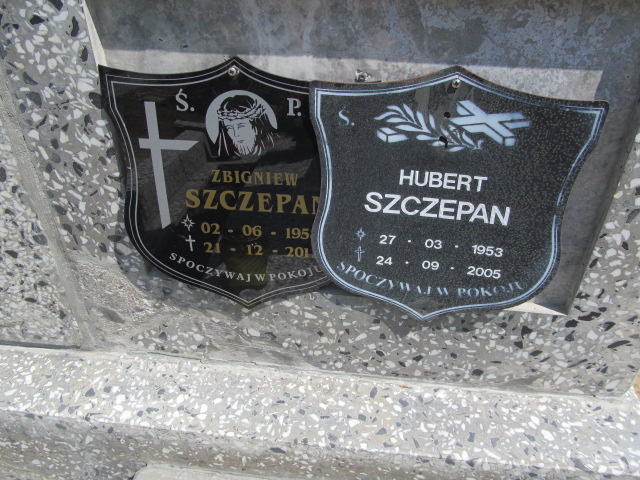 Ś. P.
ZBIGNIEW
SZCZEPAN
02 - 06 - 195
21 - 12 - 201
SPOCZYWAJ W POKOJU
Ś.
HUBERT
SZCZEPAN
27 · 03 · 1953
24 · 09 · 2005
SPOCZYWAJ W POKOJU